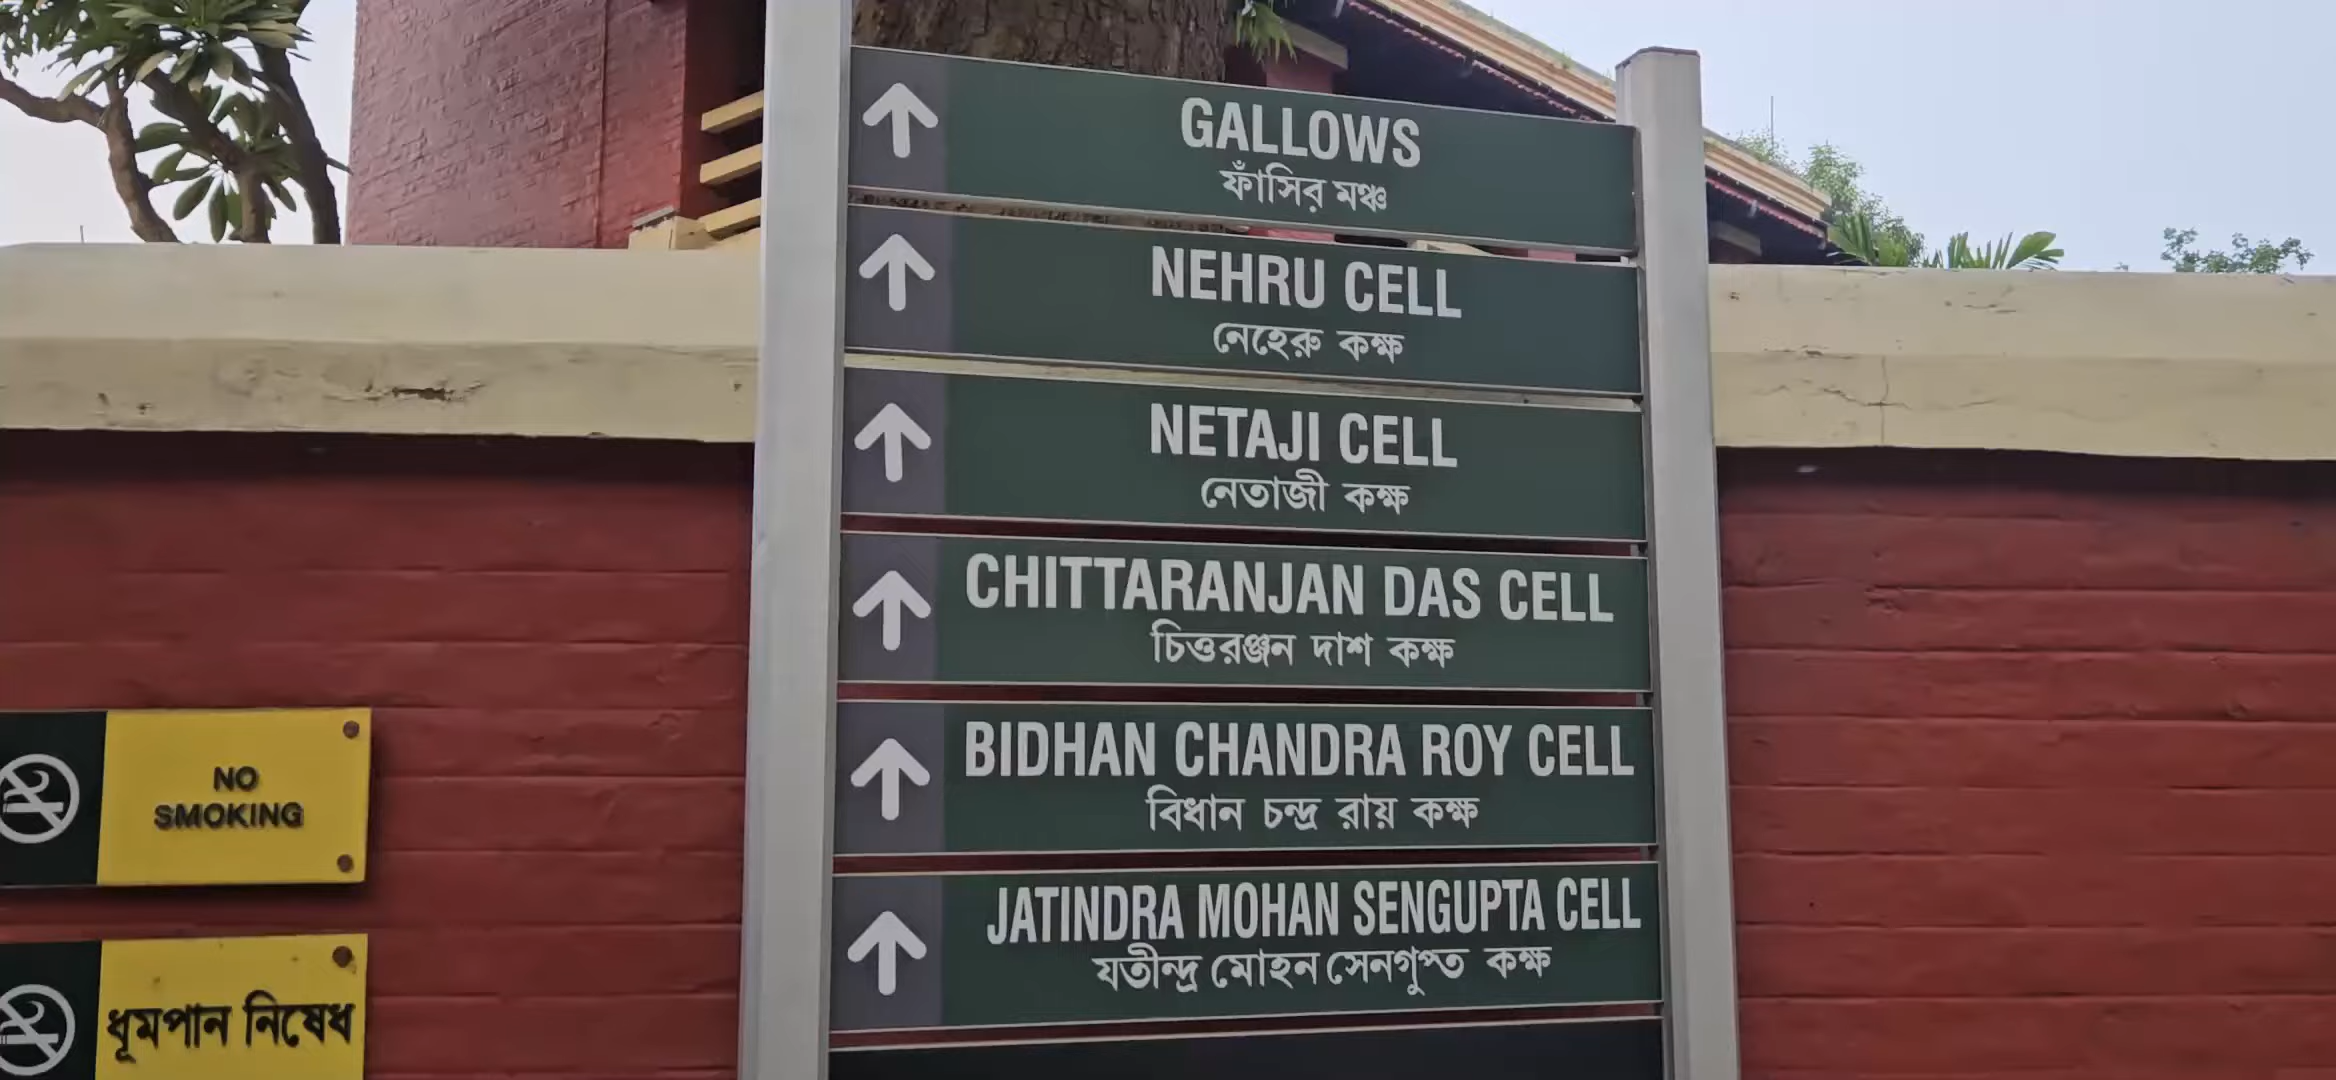 GALLOWS
ফাঁসির মঞ্চ
NEHRU CELL
নেহেরু কক্ষ
NETAJI CELL
নেতাজী কক্ষ
CHITTARANJAN DAS CELL
চিত্তরঞ্জন দাশ কক্ষ
BIDHAN CHANDRA ROY CELL
বিধান চন্দ্র রায় কক্ষ
JATINDRA MOHAN SENGUPTA CELL
যতীন্দ্র মোহন সেনগুপ্ত কক্ষ
NO
SMOKING
ধূমপান নিষেধ